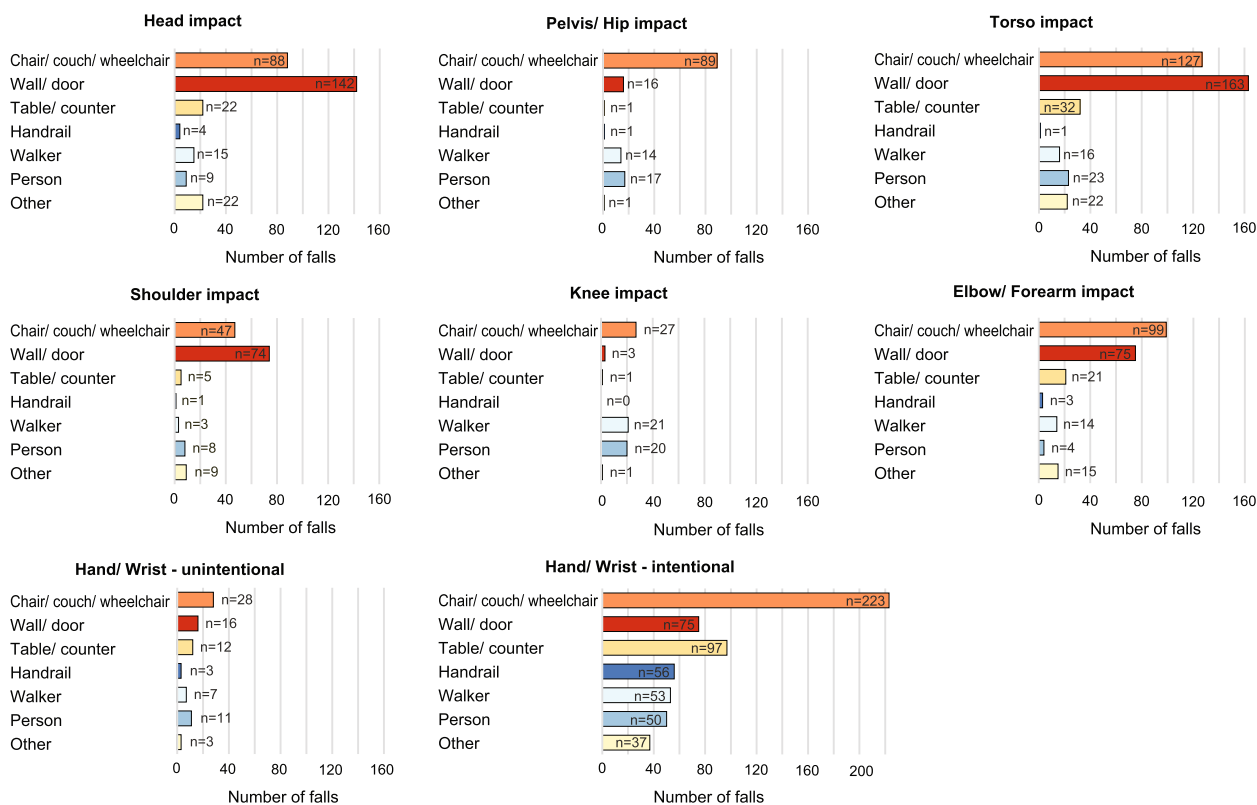 Head impact
Chair/ couch/ wheelchair n=88
Wall/ door n=142
Table/ counter n=22
Handrail n=4
Walker n=15
Person n=9
Other n=22
0 40 80 120 160
Number of falls
Pelvis/ Hip impact
Chair/ couch/ wheelchair n=89
Wall/ door n=16
Table/ counter n=1
Handrail n=1
Walker n=14
Person n=17
Other n=1
0 40 80 120 160
Number of falls
Torso impact
Chair/ couch/ wheelchair n=127
Wall/ door n=163
Table/ counter n=32
Handrail n=1
Walker n=16
Person n=23
Other n=22
0 40 80 120 160
Number of falls
Shoulder impact
Chair/ couch/ wheelchair n=47
Wall/ door n=74
Table/ counter n=5
Handrail n=1
Walker n=3
Person n=8
Other n=9
0 40 80 120 160
Number of falls
Knee impact
Chair/ couch/ wheelchair n=27
Wall/ door n=3
Table/ counter n=1
Handrail n=0
Walker n=21
Person n=20
Other n=1
0 40 80 120 160
Number of falls
Elbow/ Forearm impact
Chair/ couch/ wheelchair n=99
Wall/ door n=75
Table/ counter n=21
Handrail n=3
Walker n=14
Person n=4
Other n=15
0 40 80 120 160
Number of falls
Hand/ Wrist - unintentional
Chair/ couch/ wheelchair n=28
Wall/ door n=16
Table/ counter n=12
Handrail n=3
Walker n=7
Person n=11
Other n=3
0 40 80 120 160
Number of falls
Hand/ Wrist - intentional
Chair/ couch/ wheelchair n=223
Wall/ door n=75
Table/ counter n=97
Handrail n=56
Walker n=53
Person n=50
Other n=37
0 40 80 120 160 200
Number of falls